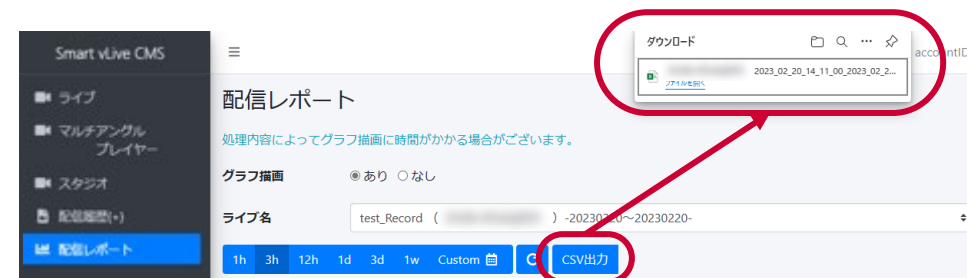 Smart vLive CMS
ライブ
マルチアングル
プレイヤー
スタジオ
配信履歴(+)
配信レポート
ダウンロード
2023_02_20_14_11_00_2023_02_2...
ファイルを開く
accountID
配信レポート
処理内容によってグラフ描画に時間がかかる場合がございます。
グラフ描画 あり なし
ライブ名 test_Record ( ) -20230220～20230220-
1h 3h 12h 1d 3d 1w Custom CSV出力